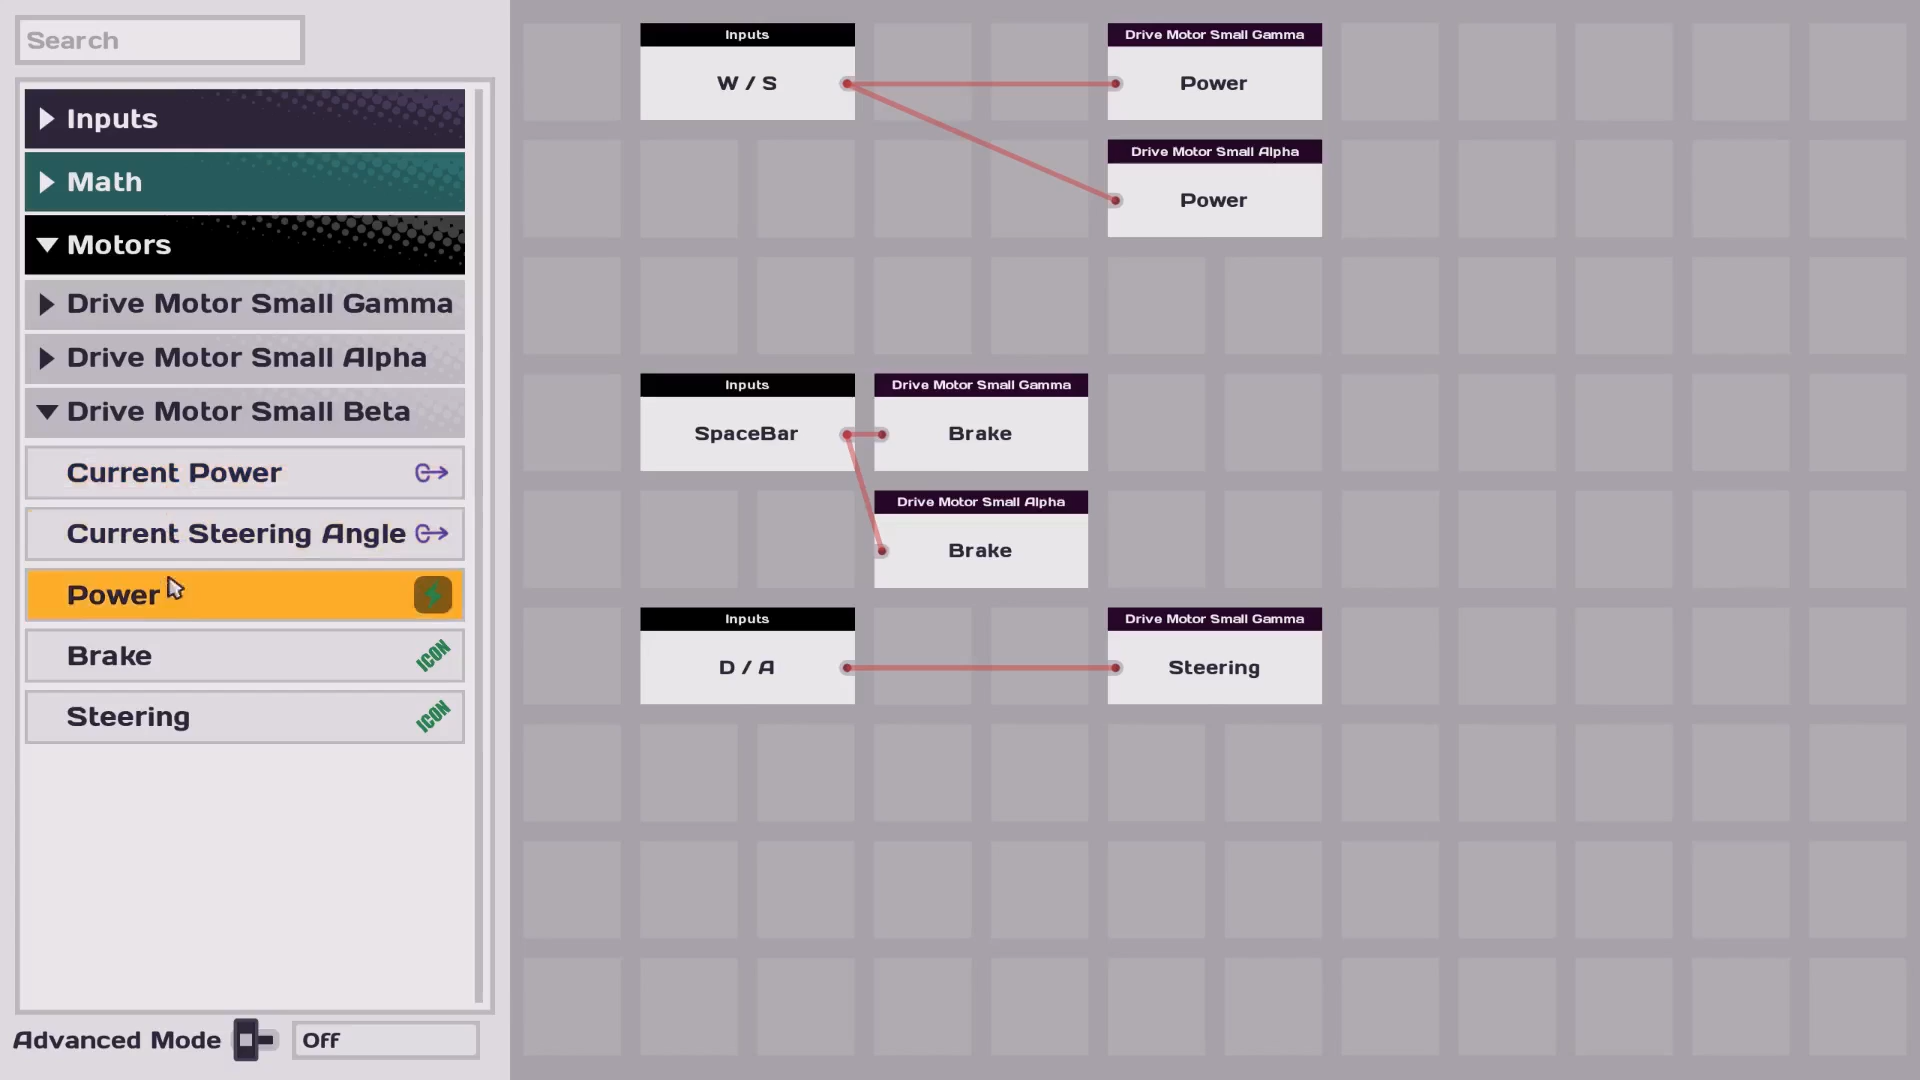 Search
Inputs
Math
Motors
Drive Motor Small Gamma
Drive Motor Small Alpha
Drive Motor Small Beta
Current Power
Current Steering Angle
Power
Brake
ICON
Steering
ICON
Advanced Mode
Off
Inputs
W / S
Drive Motor Small Gamma
Power
Drive Motor Small Alpha
Power
Inputs
SpaceBar
Drive Motor Small Gamma
Brake
Drive Motor Small Alpha
Brake
Inputs
D / A
Drive Motor Small Gamma
Steering